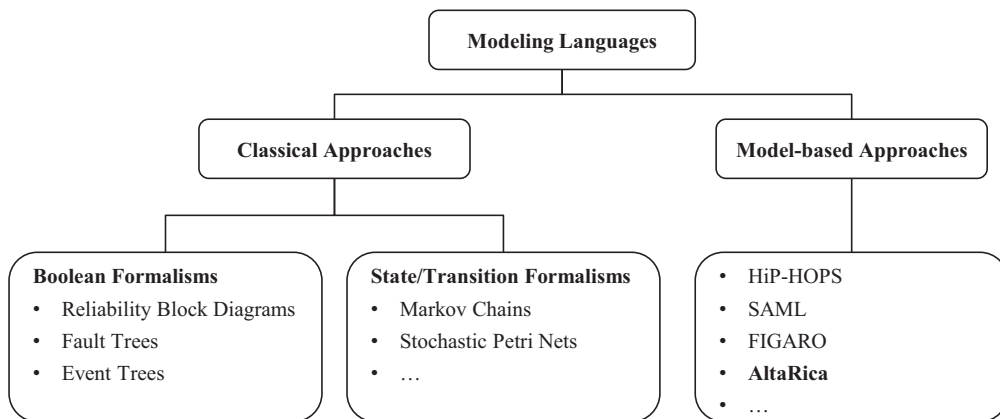 Modeling Languages
Classical Approaches
Model-based Approaches
Boolean Formalisms
• Reliability Block Diagrams
• Fault Trees
• Event Trees
State/Transition Formalisms
• Markov Chains
• Stochastic Petri Nets
• …
• HiP-HOPS
• SAML
• FIGARO
• AltaRica
• …